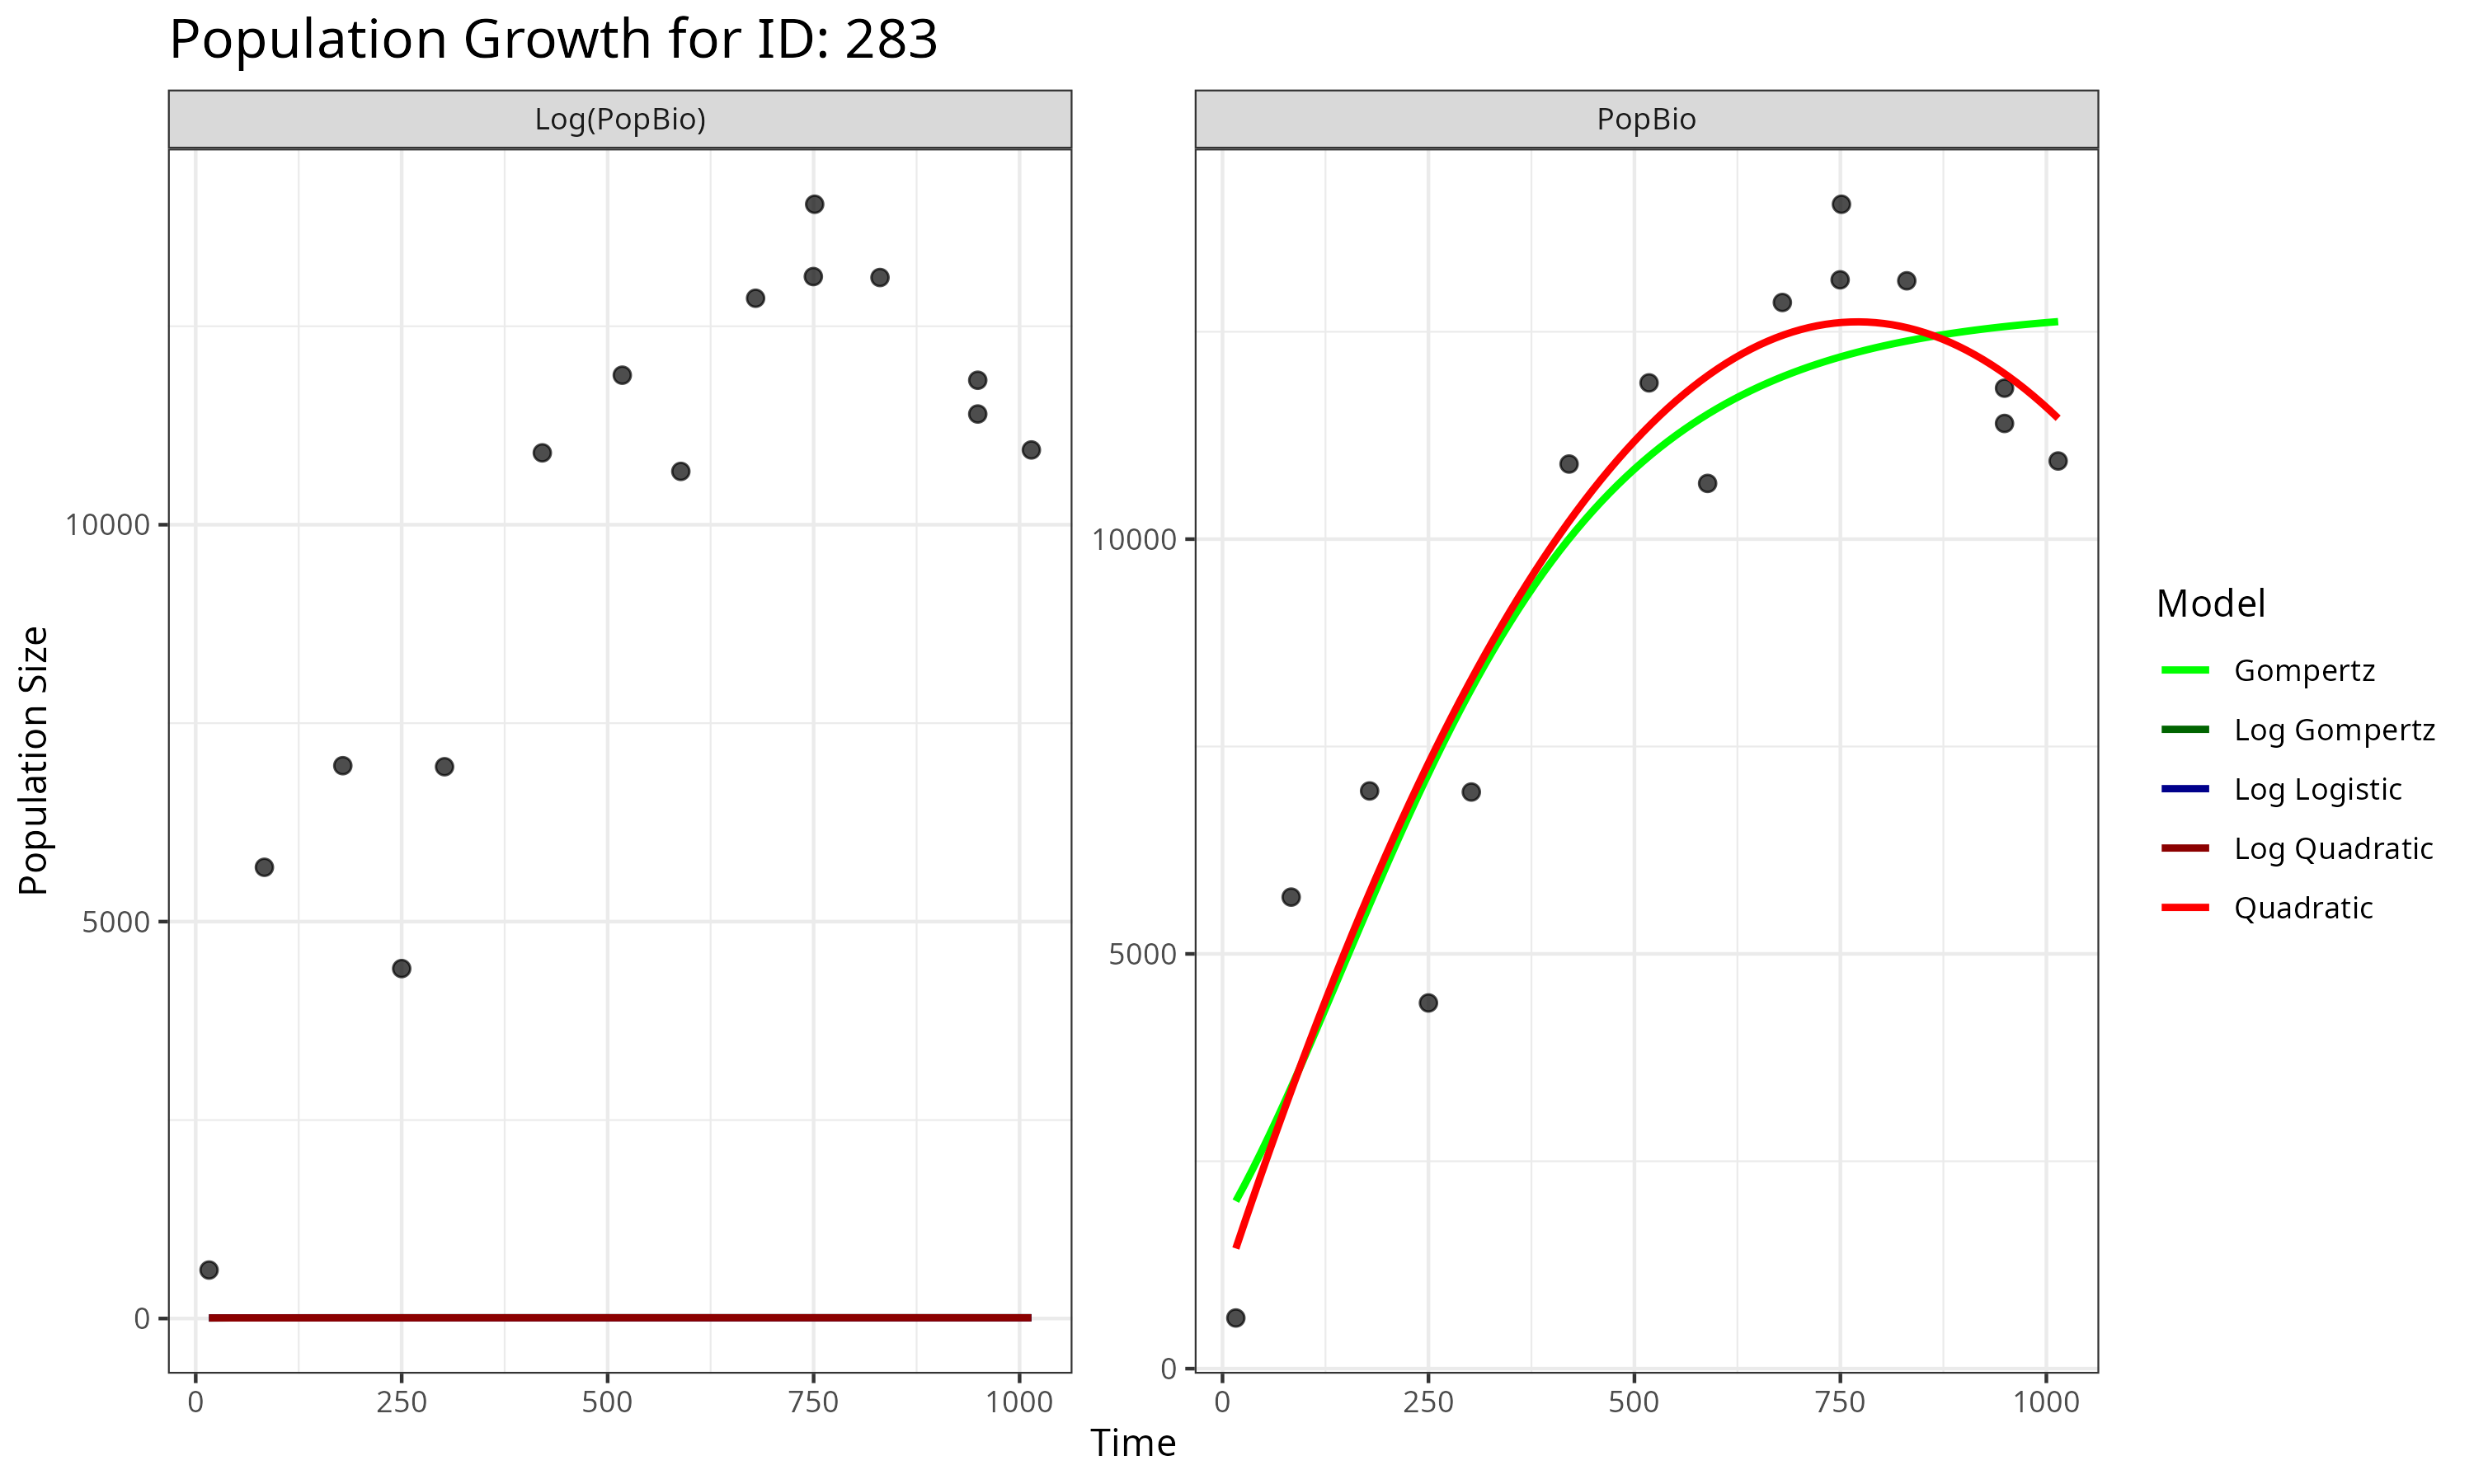 Population Growth for ID: 283
Log(PopBio)
PopBio
Population Size
10000
5000
0
0 250 500 750 1000
10000
5000
0
0 250 500 750 1000
Time
Model
Gompertz
Log Gompertz
Log Logistic
Log Quadratic
Quadratic